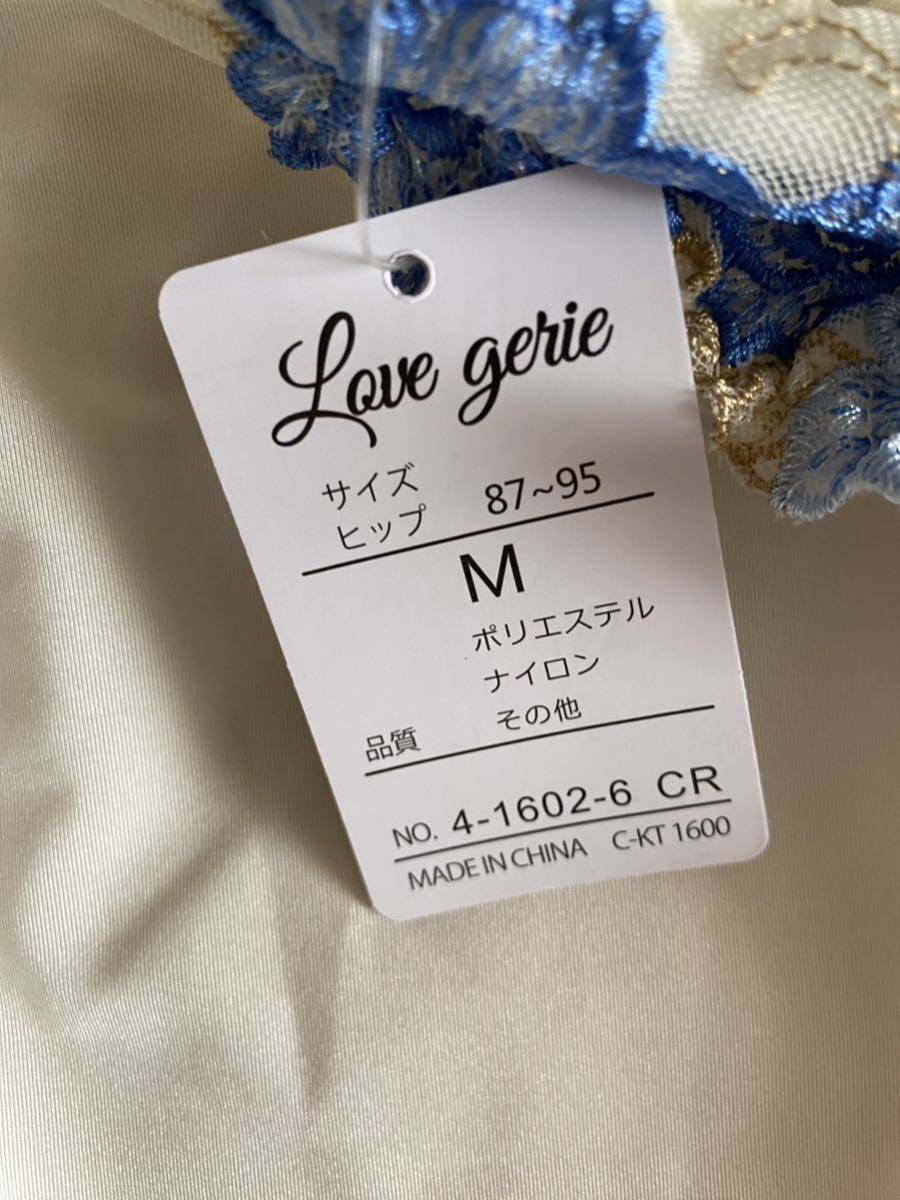 Love gerie
サイズ
ヒップ 87~95
M
ポリエステル
ナイロン
品質 その他
NO. 4-1602-6 CR
MADE IN CHINA C-KT 1600